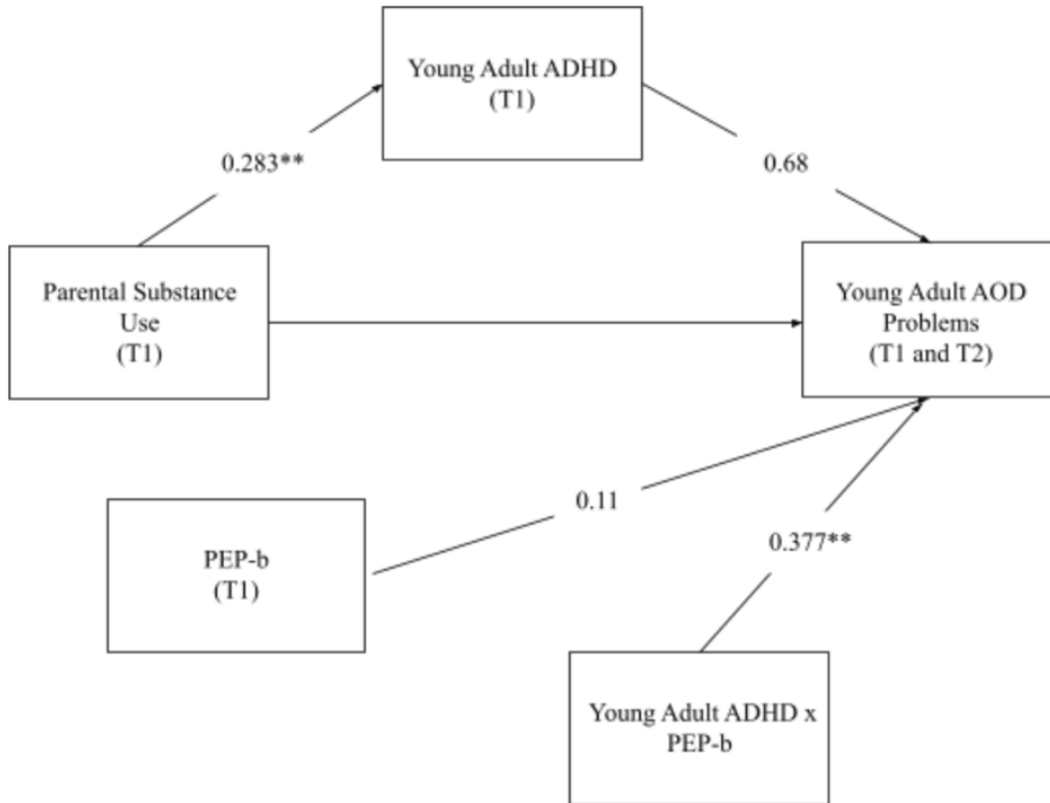 Young Adult ADHD
(T1)
0.283**
0.68
Parental Substance
Use
(T1)
Young Adult AOD
Problems
(T1 and T2)
0.11
0.377**
PEP-b
(T1)
Young Adult ADHD x
PEP-b